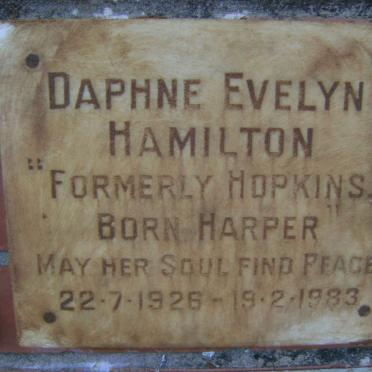 DAPHNE EVELYN
HAMILTON
"FORMERLY HOPKINS.
BORN HARPER"
MAY HER SOUL FIND PEACE
22·7·1926 - 19·2·1983